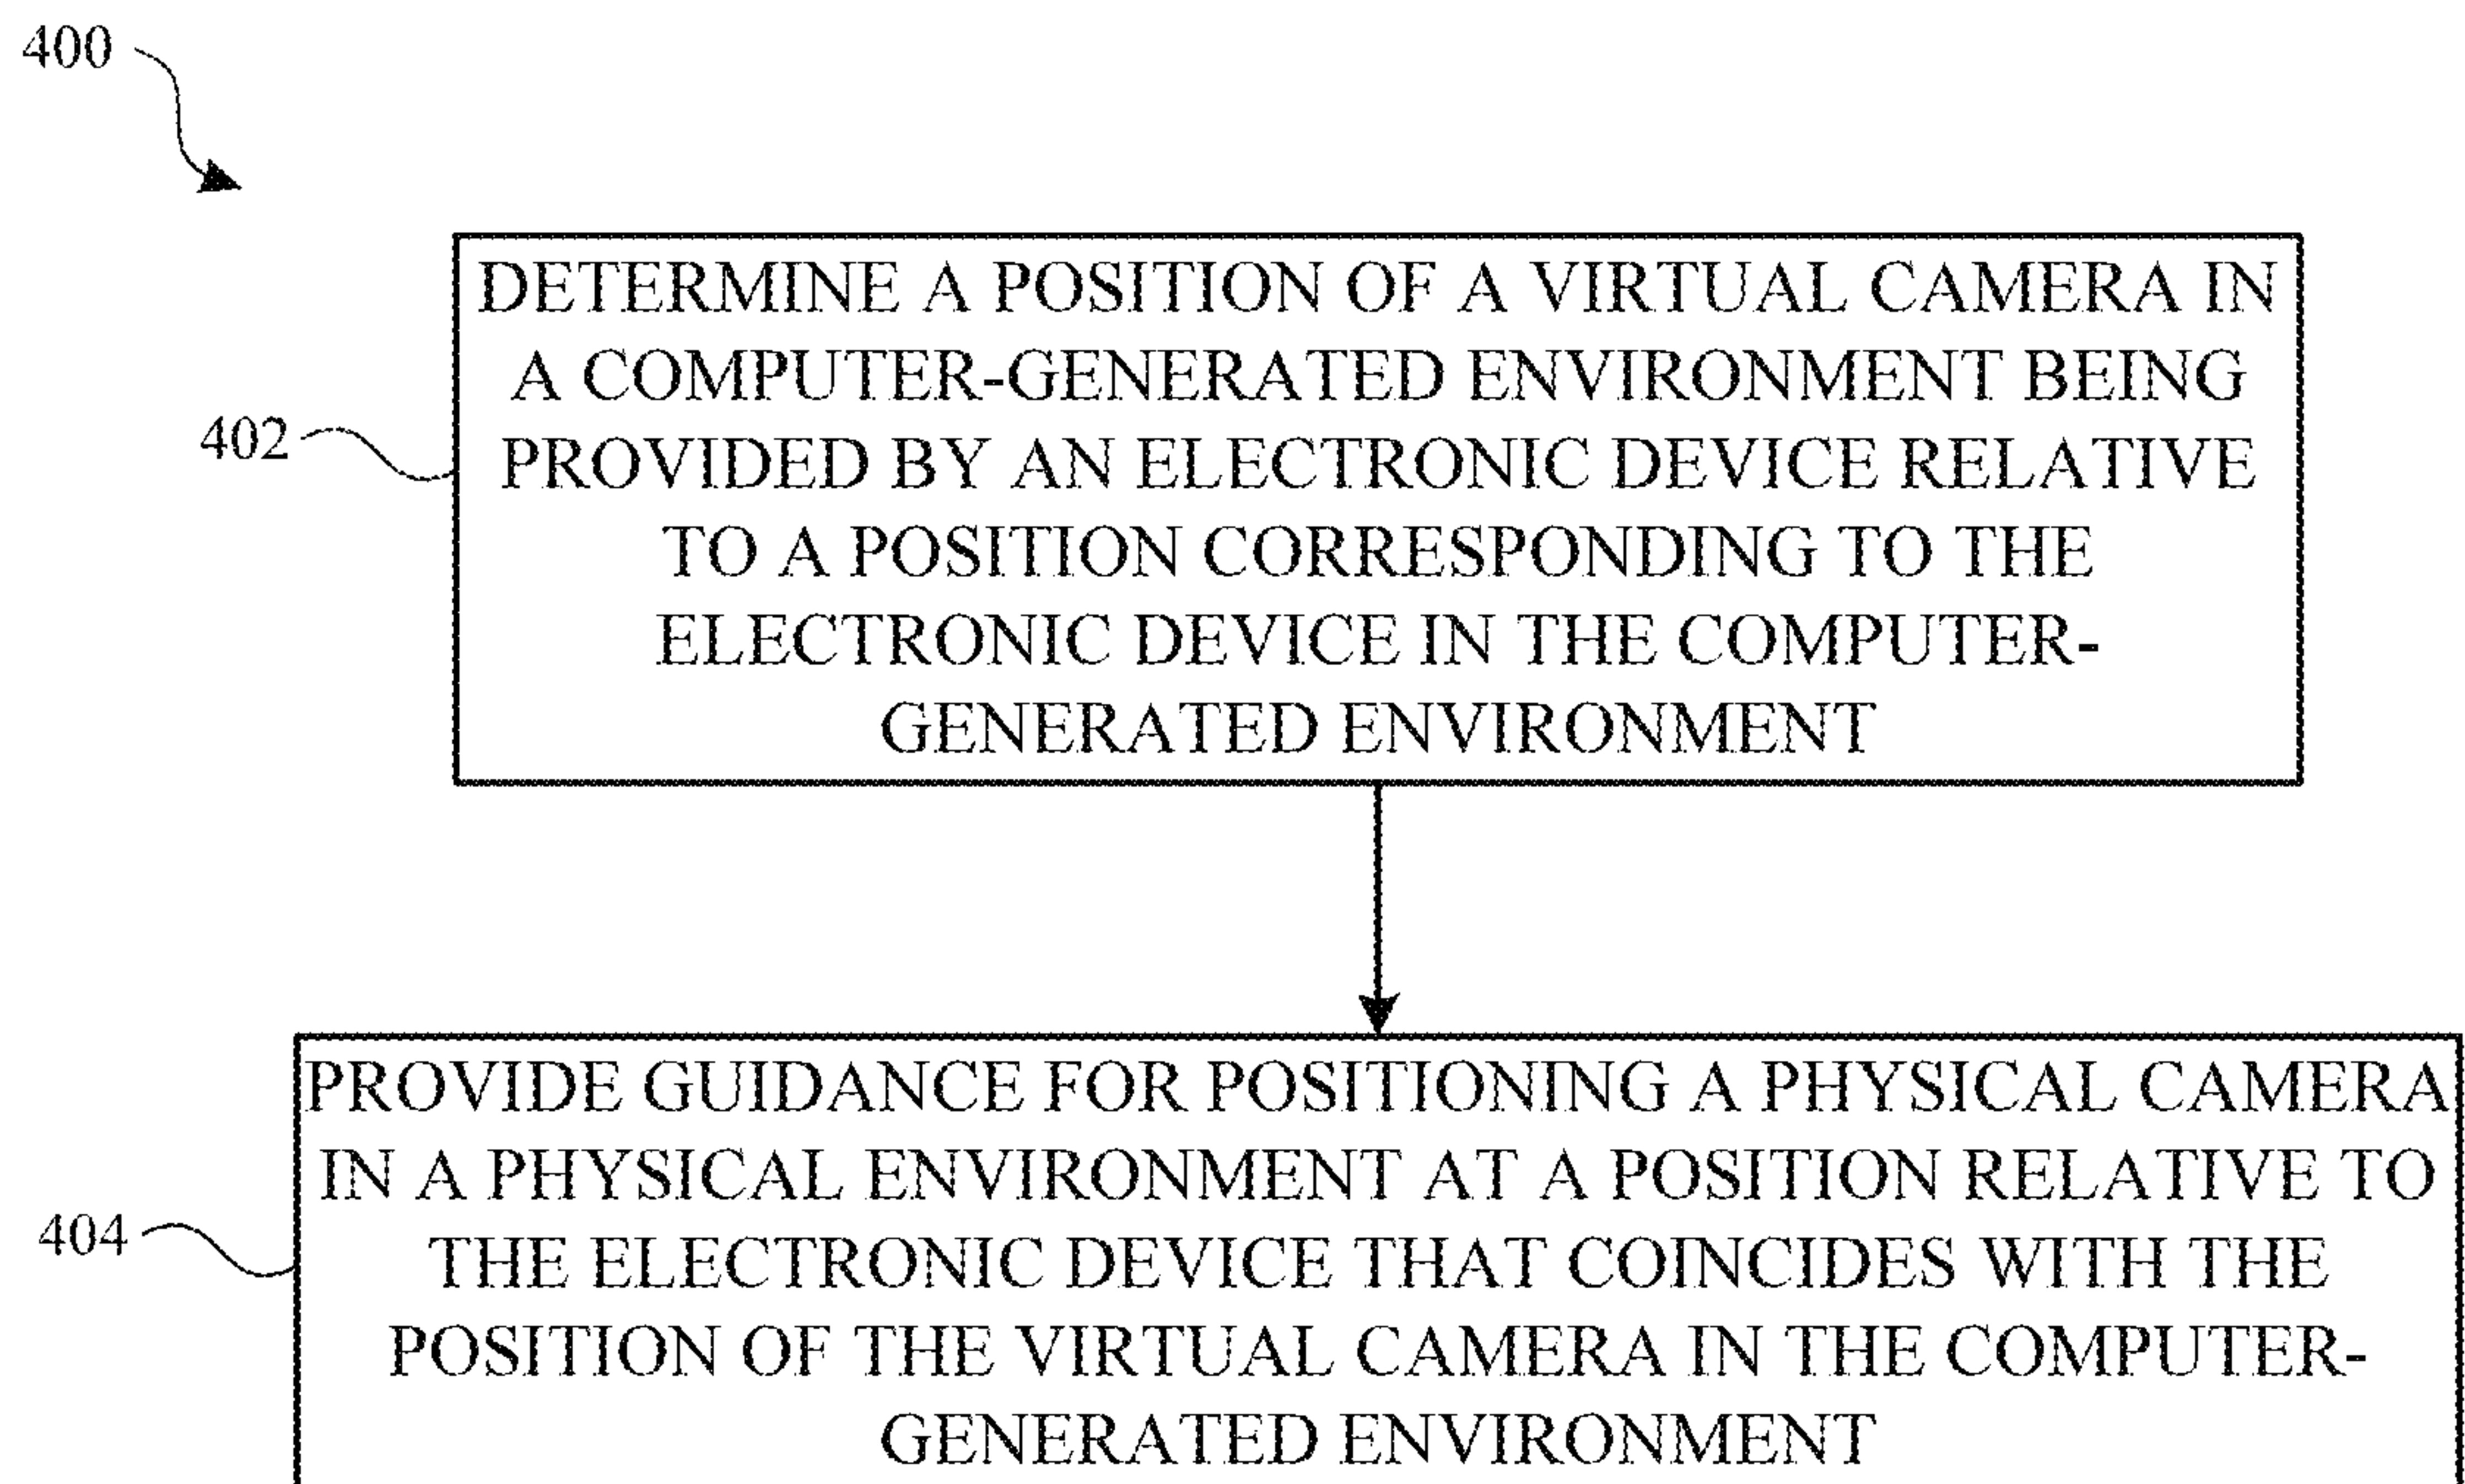 400
DETERMINE A POSITION OF A VIRTUAL CAMERA IN
A COMPUTER-GENERATED ENVIRONMENT BEING
402
PROVIDED BY AN ELECTRONIC DEVICE RELATIVE
TO A POSITION CORRESPONDING TO THE
ELECTRONIC DEVICE IN THE COMPUTER-
GENERATED ENVIRONMENT
PROVIDE GUIDANCE FOR POSITIONING A PHYSICAL CAMERA
IN A PHYSICAL ENVIRONMENT AT A POSITION RELATIVE TO
404
THE ELECTRONIC DEVICE THAT COINCIDES WITH THE
POSITION OF THE VIRTUAL CAMERA IN THE COMPUTER-
GENERATED ENVIRONMENT